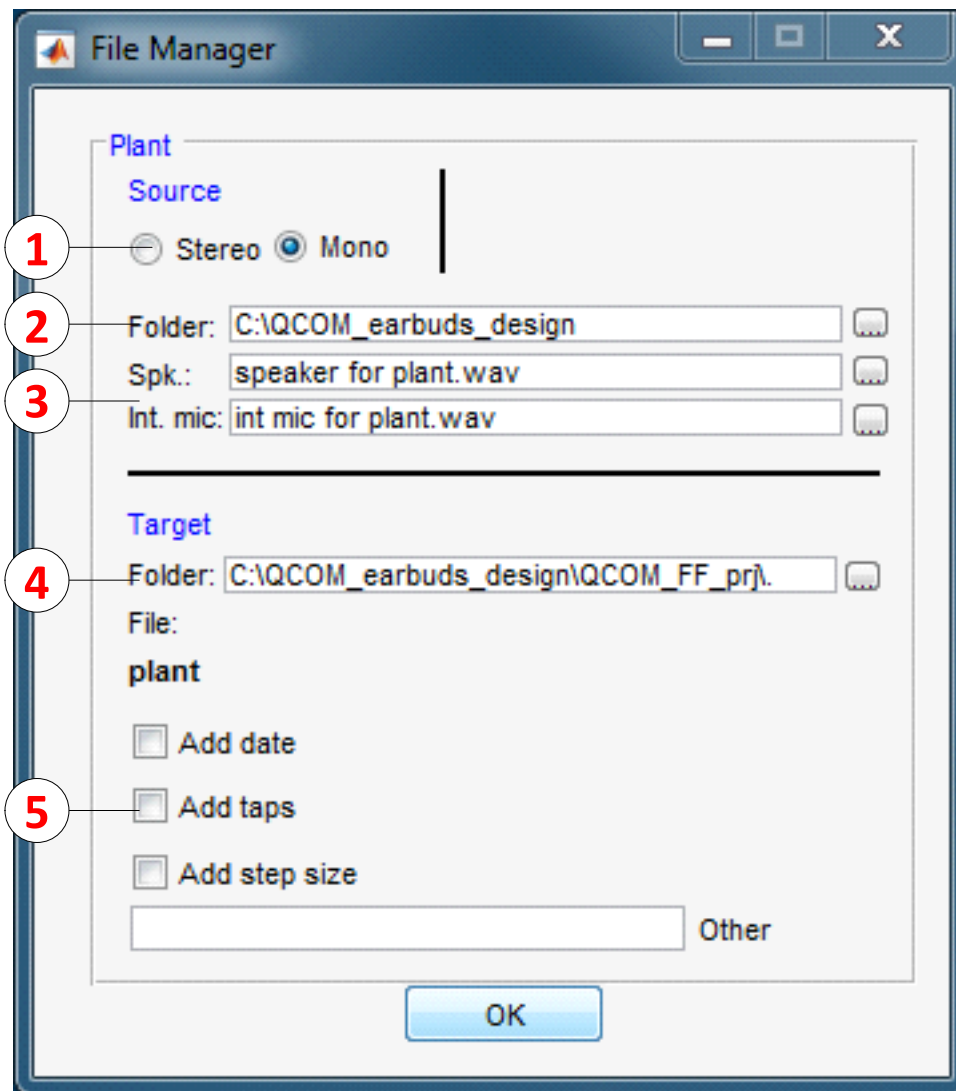 File Manager
Plant
Source
1 Stereo Mono
2 Folder: C:\QCOM_earbuds_design ...
Spk.: speaker for plant.wav ...
3
Int. mic: int mic for plant.wav ...
Target
4 Folder: C:\QCOM_earbuds_design\QCOM_FF_prj\. ...
File:
plant
Add date
5 Add taps
Add step size
Other
OK